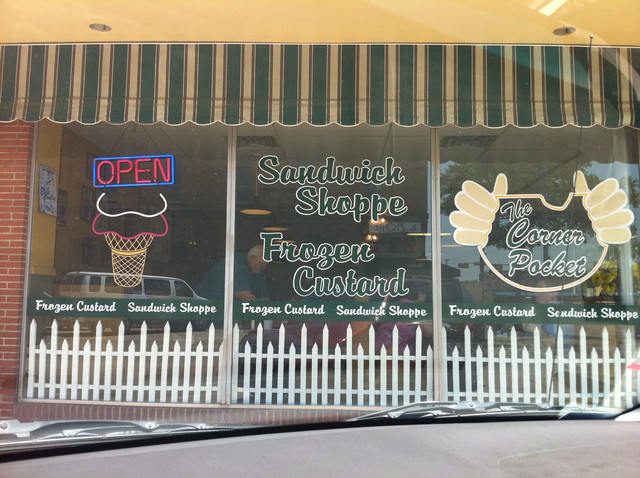 OPEN
Sandwich
Shoppe
Frozen
Custard
The
Corner
Pocket
Frozen Custard Sandwich Shoppe
Frozen Custard Sandwich Shoppe
Frozen Custard Sendwich Shoppe